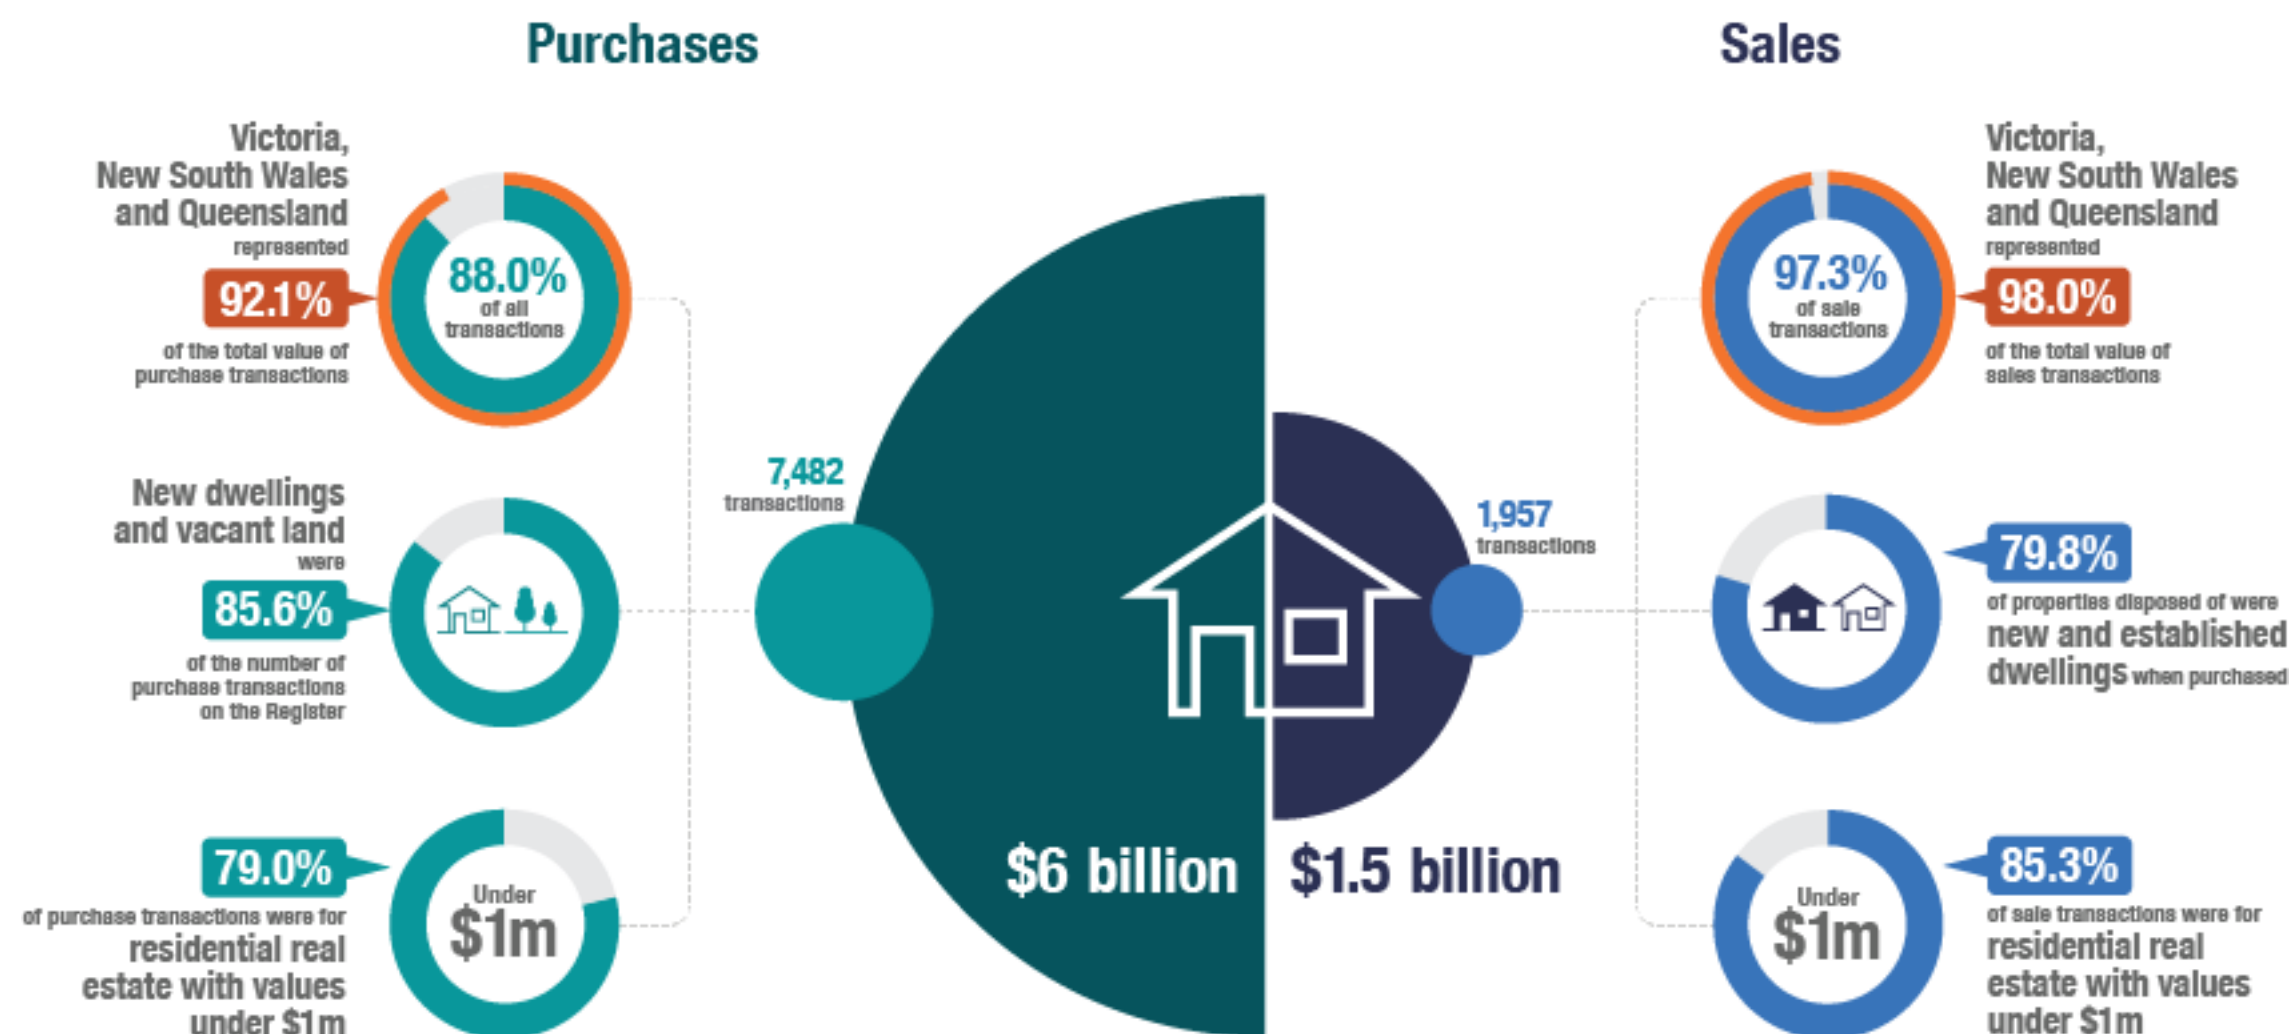 Purchases
Victoria,
New South Wales
and Queensland
represented
92.1%
of the total value of
purchase transactions
88.0%
of all
transactions
New dwellings
and vacant land
were
85.6%
of the number of
purchase transactions
on the Register
79.0%
of purchase transactions were for
residential real
estate with values
under $1m
Under
$1m
7,482
transactions
$6 billion
Sales
$1.5 billion
1,957
transactions
97.3%
of sale
transactions
Victoria,
New South Wales
and Queensland
represented
98.0%
of the total value of
sales transactions
79.8%
of properties disposed of were
new and established
dwellings when purchased
Under
$1m
85.3%
of sale transactions were for
residential real
estate with values
under $1m